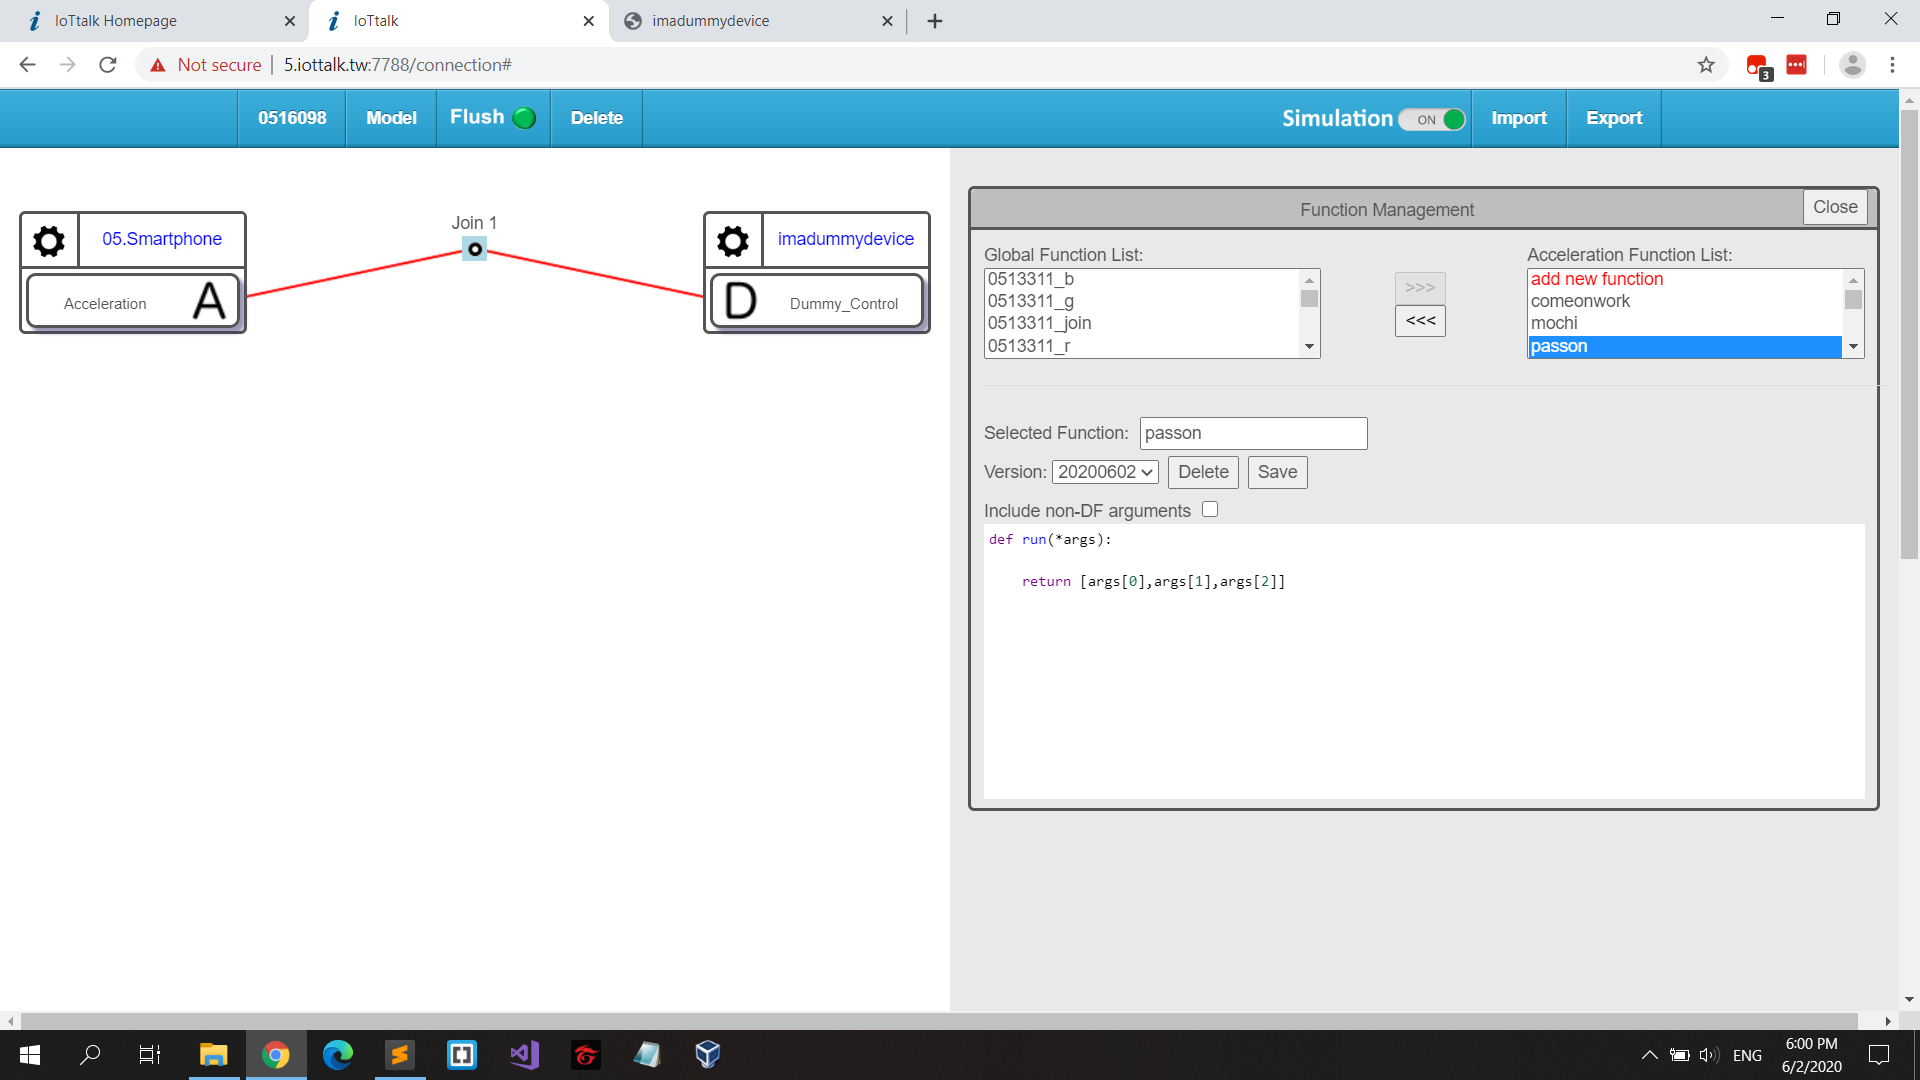 IoTtalk Homepage
IoTtalk
imadummydevice
Not secure
5.iottalk.tw:7788/connection#
3
0516098
Model
Flush
Delete
Simulation
ON
Import
Export
05.Smartphone
Acceleration
A
Join 1
imadummydevice
D
Dummy_Control
Function Management
Close
Global Function List:
0513311_b
0513311_g
0513311_join
0513311_r
>>>
<<<
Acceleration Function List:
add new function
comeonwork
mochi
passon
Selected Function:
passon
Version:
20200602
Delete
Save
Include non-DF arguments
def run(*args):
    return [args[0],args[1],args[2]]
ENG
6:00 PM
6/2/2020